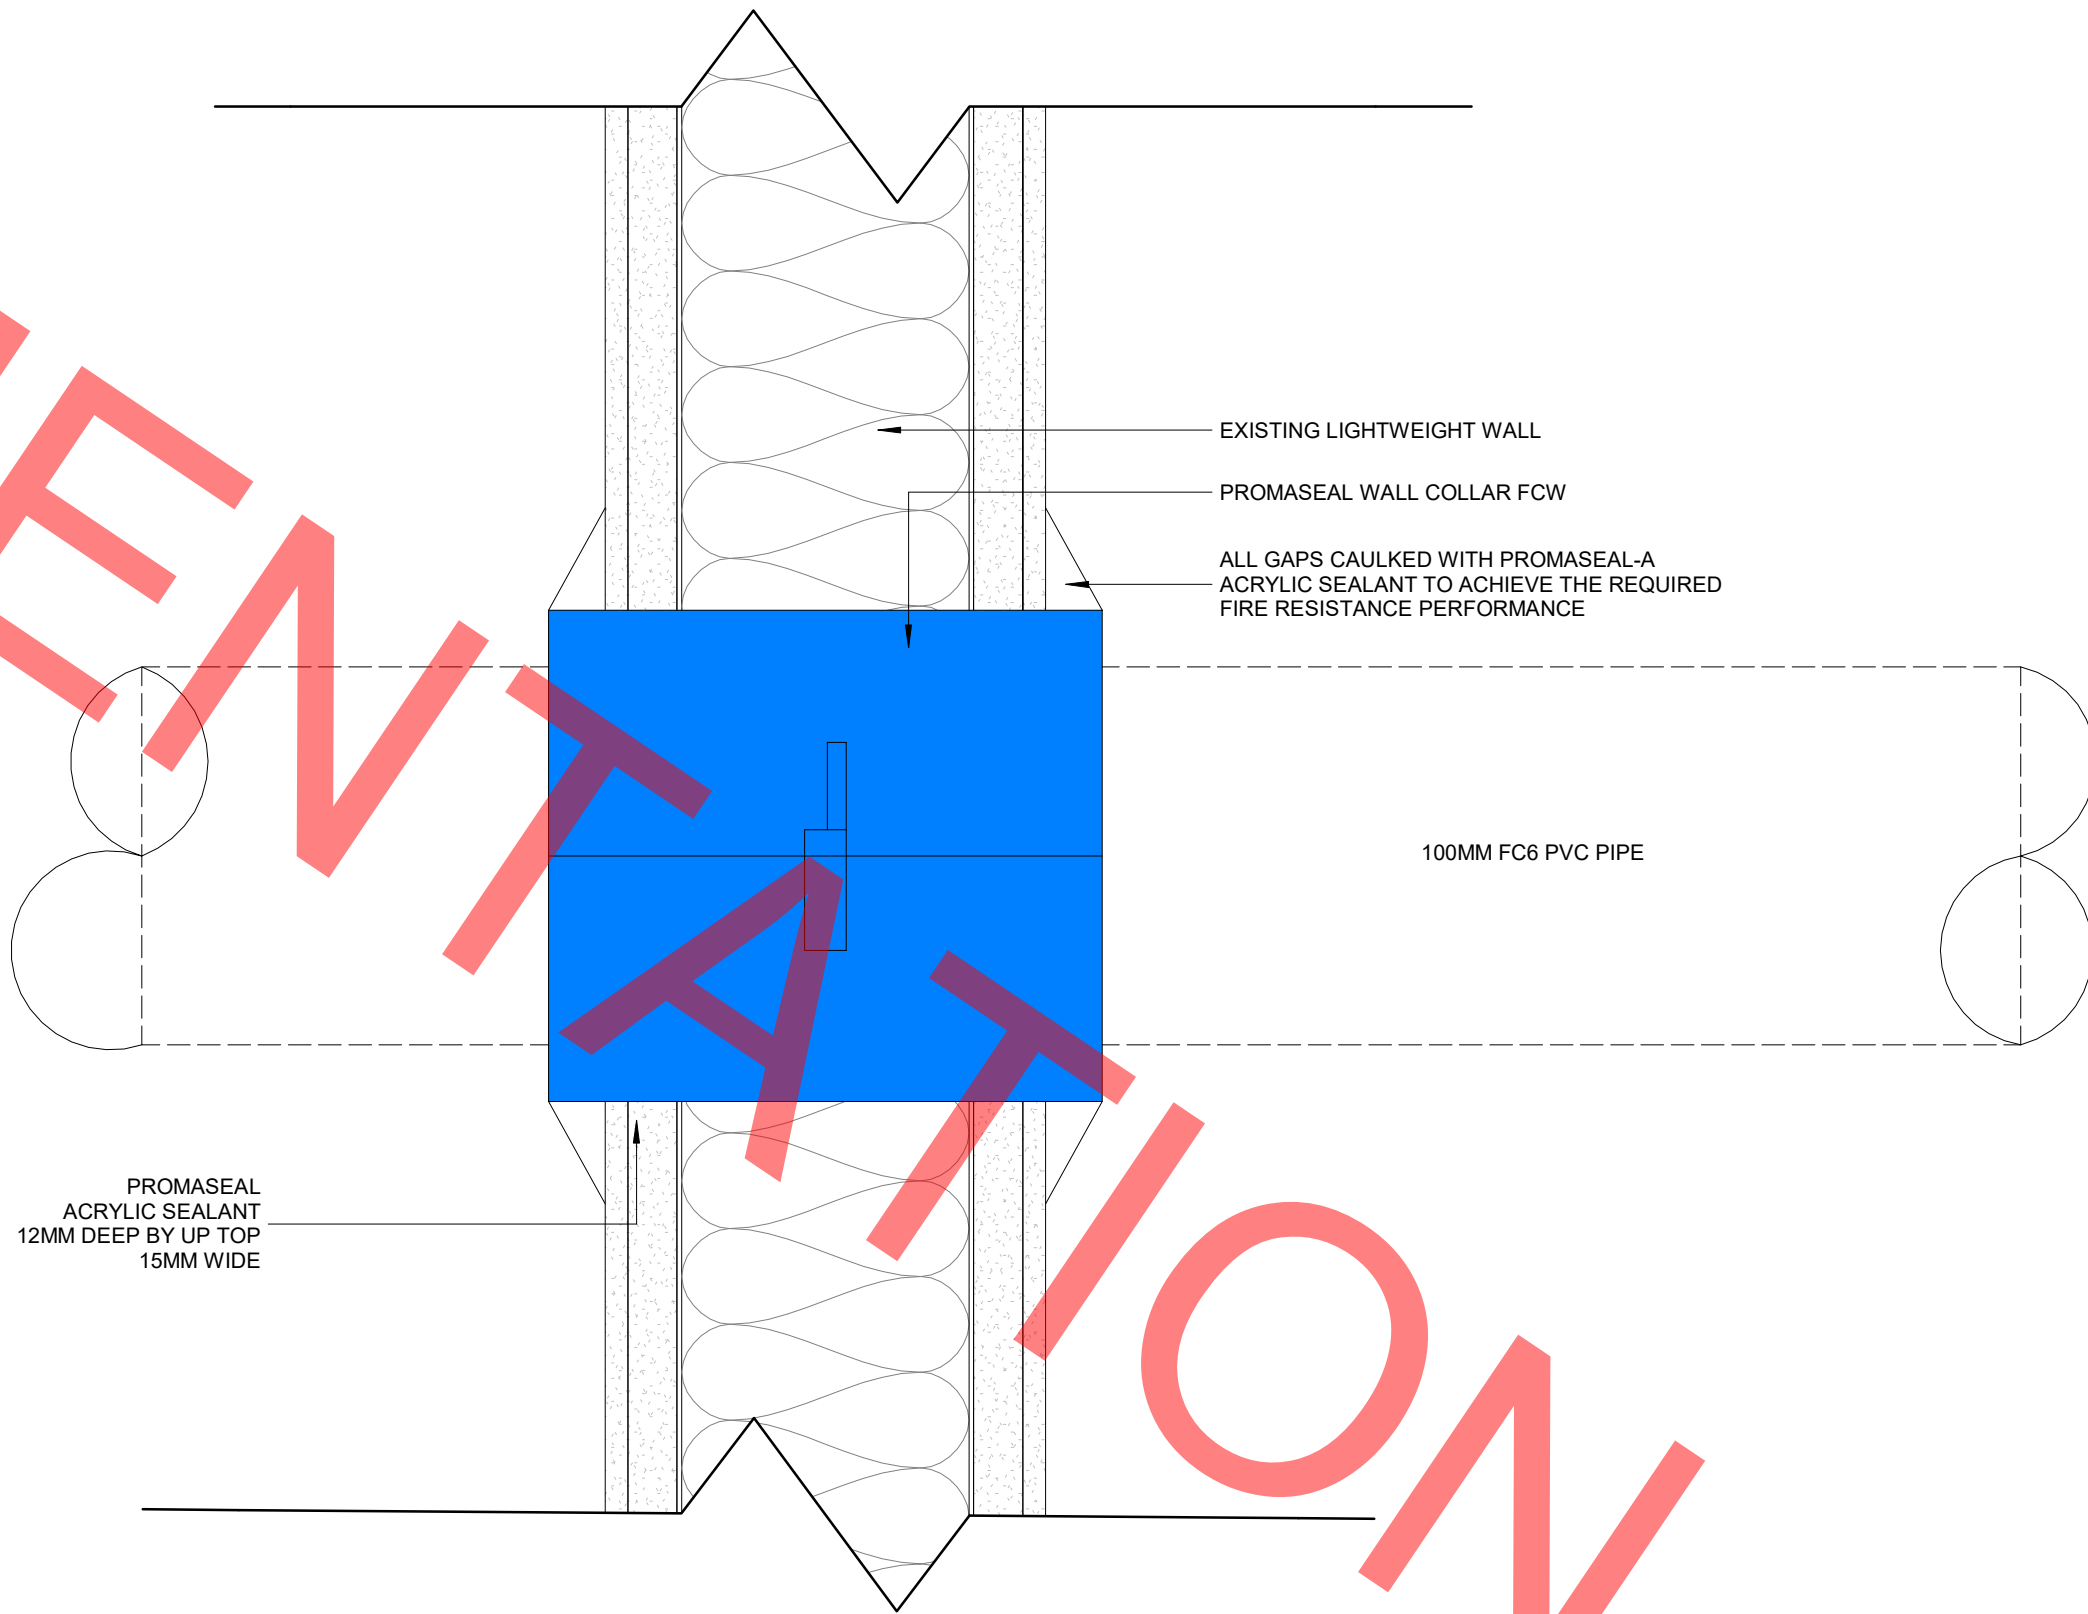 EXISTING LIGHTWEIGHT WALL
PROMASEAL WALL COLLAR FCW
ALL GAPS CAULKED WITH PROMASEAL-A
ACRYLIC SEALANT TO ACHIEVE THE REQUIRED
FIRE RESISTANCE PERFORMANCE
100MM FC6 PVC PIPE
PROMASEAL
ACRYLIC SEALANT
12MM DEEP BY UP TOP
15MM WIDE
ENTATION